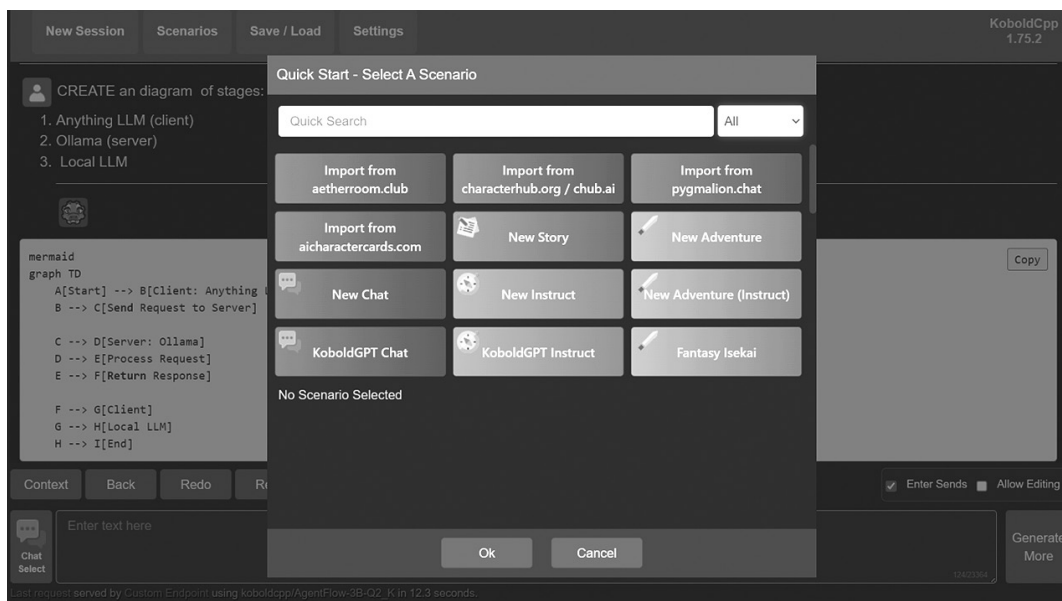 New Session Scenarios Save / Load Settings
KoboldCpp
1.75.2
CREATE an diagram of stages:
1. Anything LLM (client)
2. Ollama (server)
3. Local LLM
mermaid
graph TD
A[Start] --> B[Client: Anything
B --> C[Send Request to Server]
C --> D[Server: Ollama]
D --> E[Process Request]
E --> F[Return Response]
F --> G[Client]
G --> H[Local LLM]
H --> I[End]
Copy
Quick Start - Select A Scenario
Quick Search All
Import from
aetherroom.club
Import from
characterhub.org / chub.ai
Import from
pygmalion.chat
Import from
aicharactercards.com
New Story
New Adventure
New Chat
New Instruct
New Adventure (Instruct)
KoboldGPT Chat
KoboldGPT Instruct
Fantasy Isekai
No Scenario Selected
Ok Cancel
Context Back Redo
Enter Sends Allow Editing
Chat
Select
Enter text here
Generate
More
Last request served by Custom Endpoint using koboldcpp/AgentFlow-3B-Q2_K in 12.3 seconds.